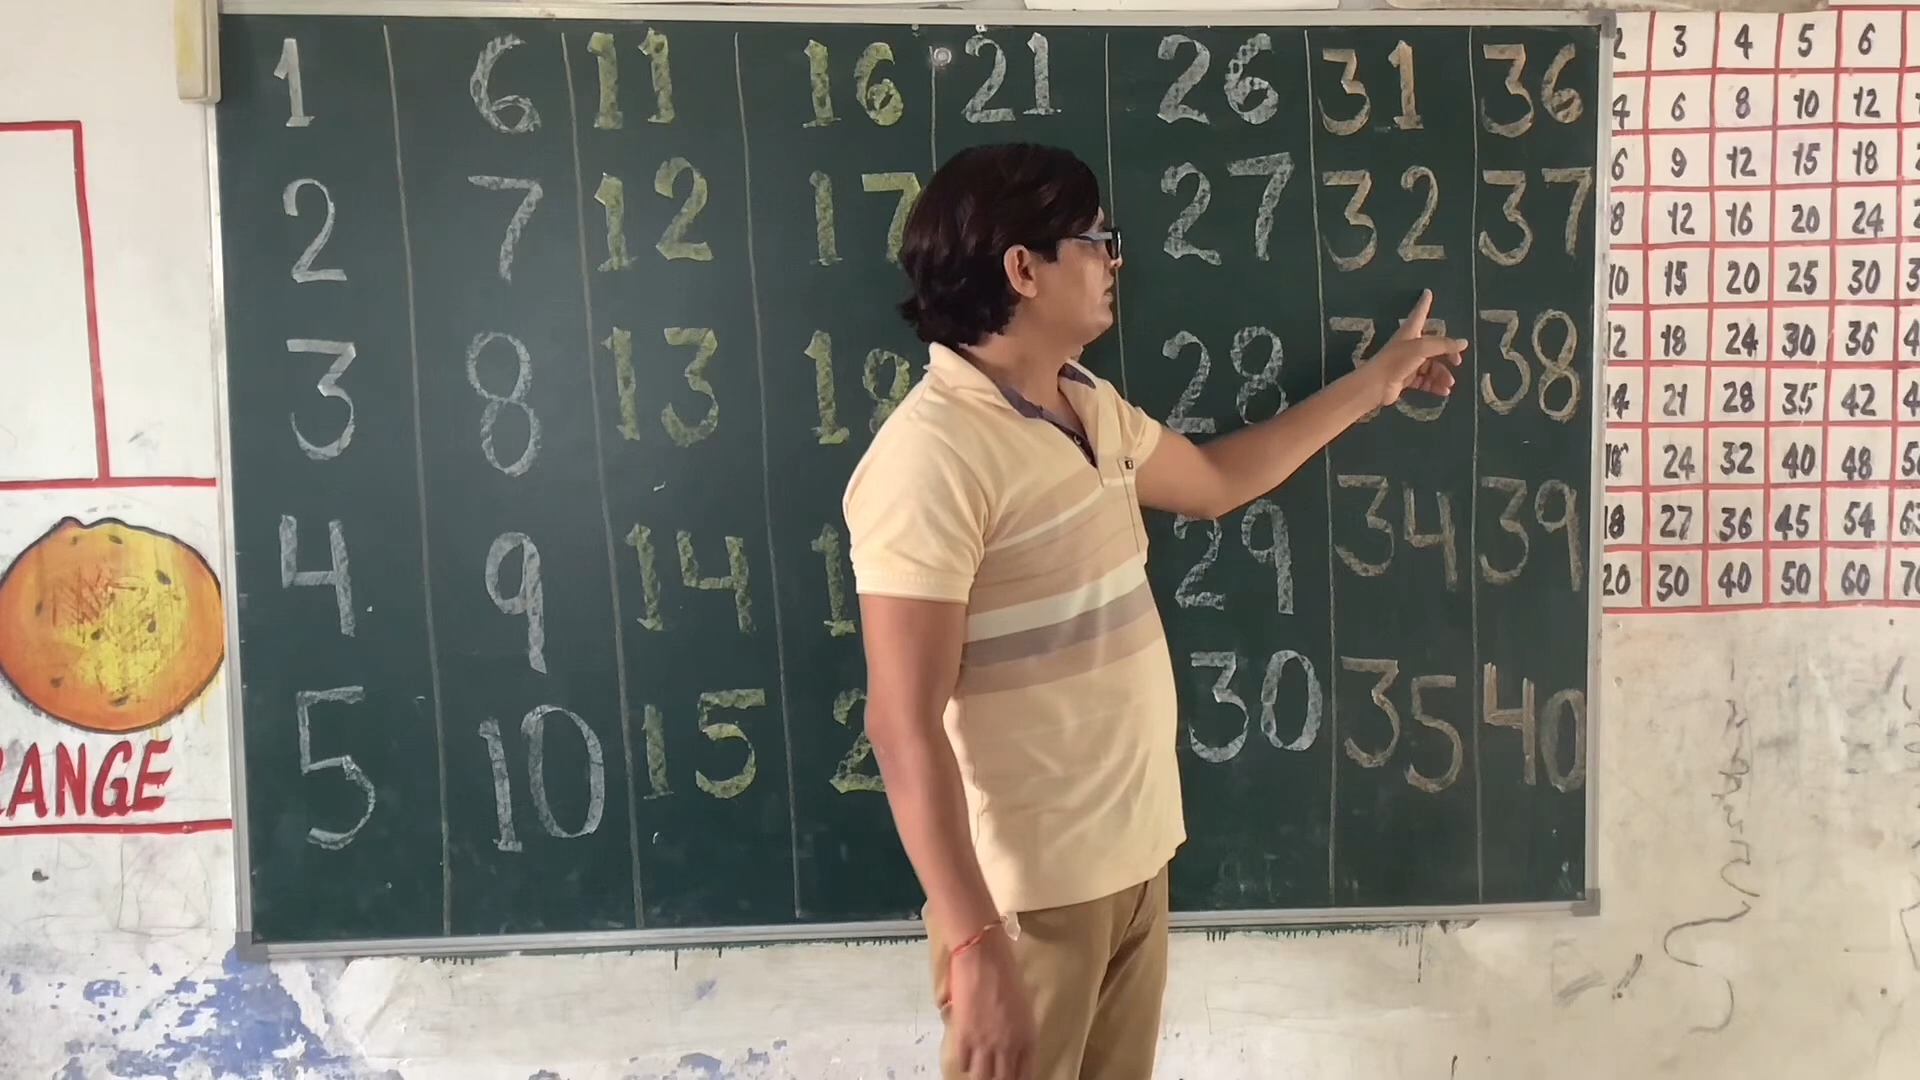 1 6 11 16 21 26 31 36
2 7 12 17 27 32 37
3 8 13 18 28 38
4 9 14 29 34 39
5 10 15 30 35 40
ANGE
2 3 4 5 6
4 6 8 10 12
6 9 12 15 18
8 12 16 20 24
10 15 20 25 30
12 18 24 30 36
14 21 28 35 42
16 24 32 40 48
18 27 36 45 54
20 30 40 50 60